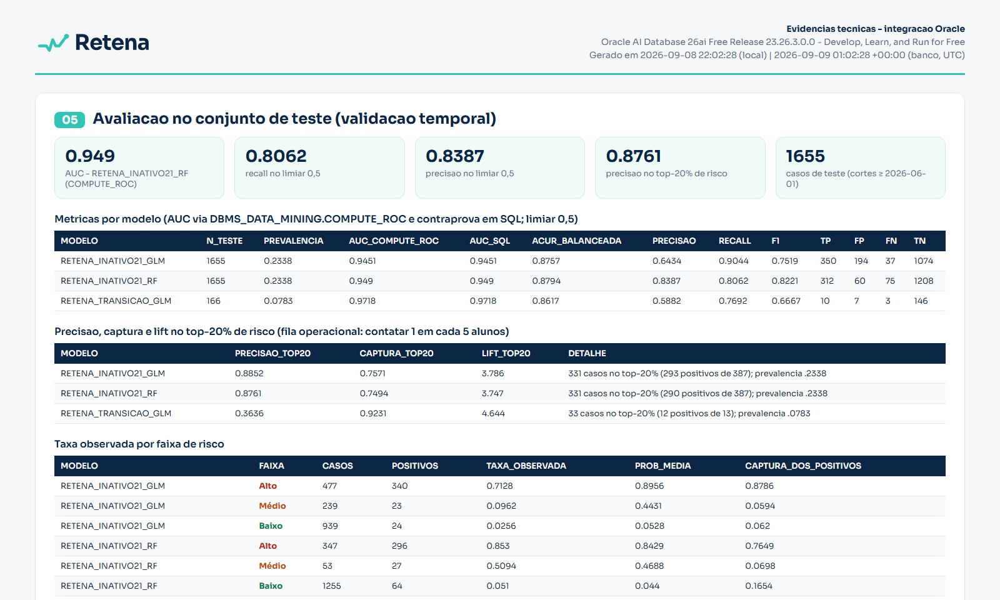 Retena
Evidencias tecnicas - integracao Oracle
Oracle AI Database 26ai Free Release 23.26.3.0.0 - Develop, Learn, and Run for Free
Gerado em 2026-09-08 22:02:28 (local) | 2026-09-09 01:02:28 +00:00 (banco, UTC)
05 Avaliacao no conjunto de teste (validacao temporal)
0.949
AUC - RETENA_INATIVO21_RF
(COMPUTE_ROC)
0.8062
recall no limiar 0,5
0.8387
precisao no limiar 0,5
0.8761
precisao no top-20% de risco
1655
casos de teste (cortes ≥ 2026-06-
01)
Metricas por modelo (AUC via DBMS_DATA_MINING.COMPUTE_ROC e contraprova em SQL; limiar 0,5)
MODELO N_TESTE PREVALENCIA AUC_COMPUTE_ROC AUC_SQL ACUR_BALANCEADA PRECISAO RECALL F1 TP FP FN TN
RETENA_INATIVO21_GLM 1655 0.2338 0.9451 0.9451 0.8757 0.6434 0.9044 0.7519 350 194 37 1074
RETENA_INATIVO21_RF 1655 0.2338 0.949 0.949 0.8794 0.8387 0.8062 0.8221 312 60 75 1208
RETENA_TRANSICAO_GLM 166 0.0783 0.9718 0.9718 0.8617 0.5882 0.7692 0.6667 10 7 3 146
Precisao, captura e lift no top-20% de risco (fila operacional: contatar 1 em cada 5 alunos)
MODELO PRECISAO_TOP20 CAPTURA_TOP20 LIFT_TOP20 DETALHE
RETENA_INATIVO21_GLM 0.8852 0.7571 3.786 331 casos no top-20% (293 positivos de 387); prevalencia .2338
RETENA_INATIVO21_RF 0.8761 0.7494 3.747 331 casos no top-20% (290 positivos de 387); prevalencia .2338
RETENA_TRANSICAO_GLM 0.3636 0.9231 4.644 33 casos no top-20% (12 positivos de 13); prevalencia .0783
Taxa observada por faixa de risco
MODELO FAIXA CASOS POSITIVOS TAXA_OBSERVADA PROB_MEDIA CAPTURA_DOS_POSITIVOS
RETENA_INATIVO21_GLM Alto 477 340 0.7128 0.8956 0.8786
RETENA_INATIVO21_GLM Médio 239 23 0.0962 0.4431 0.0594
RETENA_INATIVO21_GLM Baixo 939 24 0.0256 0.0528 0.062
RETENA_INATIVO21_RF Alto 347 296 0.853 0.8429 0.7649
RETENA_INATIVO21_RF Médio 53 27 0.5094 0.4688 0.0698
RETENA_INATIVO21_RF Baixo 1255 64 0.051 0.044 0.1654